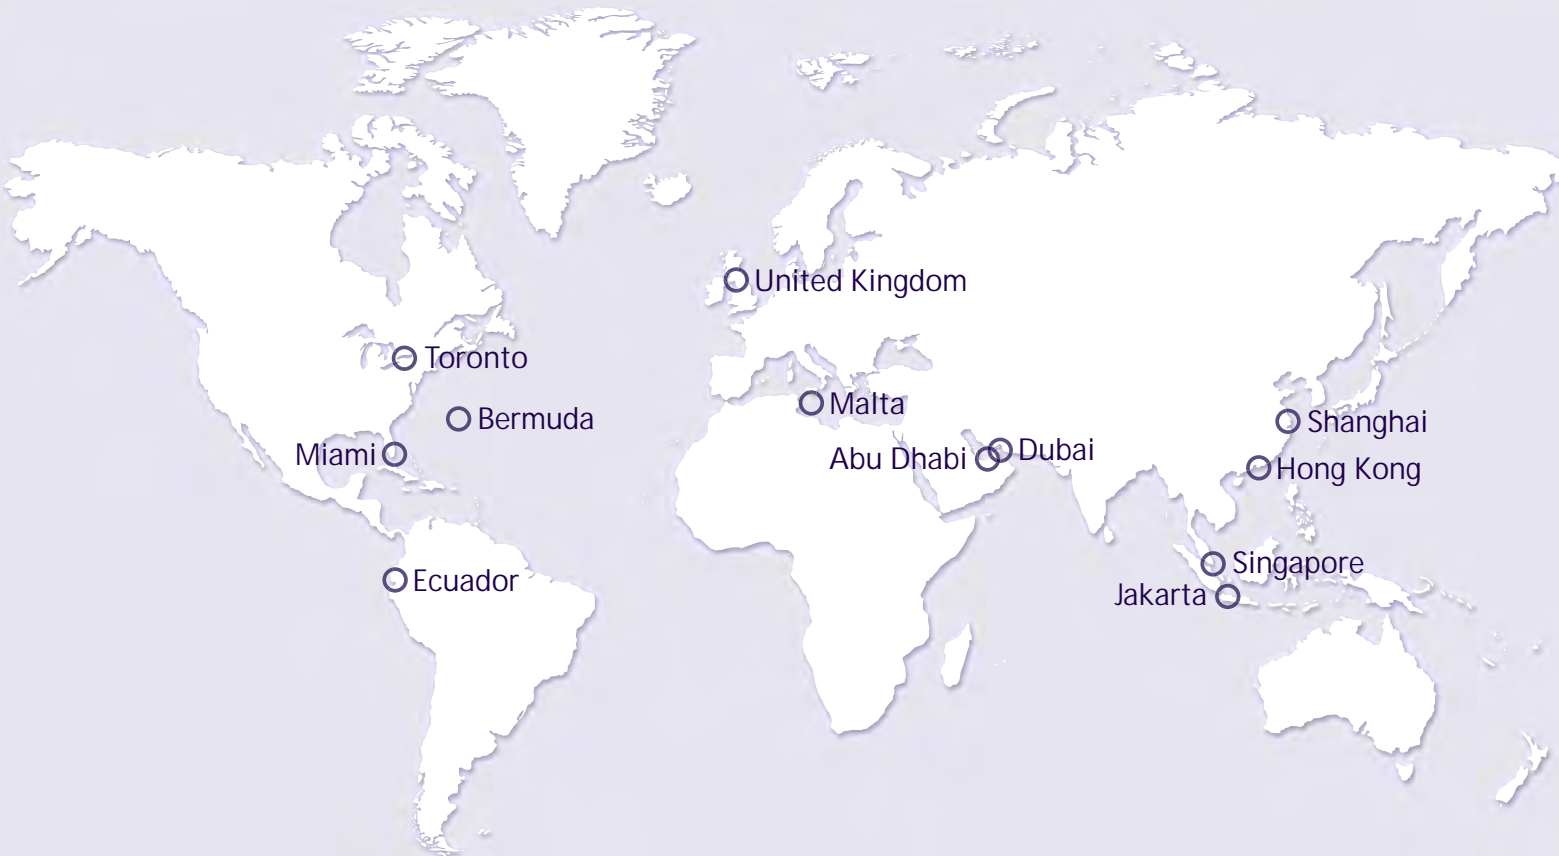 United Kingdom
Toronto
Malta
Bermuda
Shanghai
Dubai
Miami
Abu Dhabi
Hong Kong
Singapore
Ecuador
Jakarta